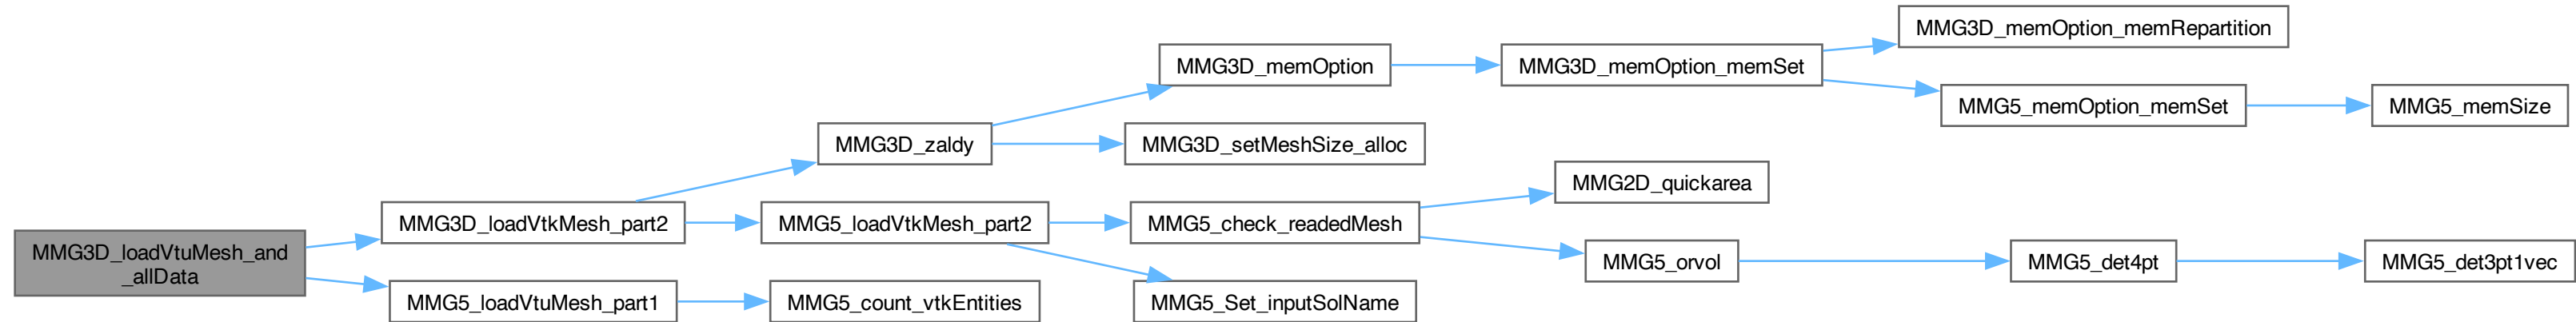 MMG3D_memOption_memRepartition
MMG3D_memOption
MMG3D_memOption_memSet
MMG5_memOption_memSet
MMG5_memSize
MMG3D_zaldy
MMG3D_setMeshSize_alloc
MMG2D_quickarea
MMG3D_loadVtkMesh_part2
MMG5_loadVtkMesh_part2
MMG5_check_readedMesh
MMG3D_loadVtuMesh_and
_allData
MMG5_orvol
MMG5_det4pt
MMG5_det3pt1vec
MMG5_loadVtuMesh_part1
MMG5_count_vtkEntities
MMG5_Set_inputSolName